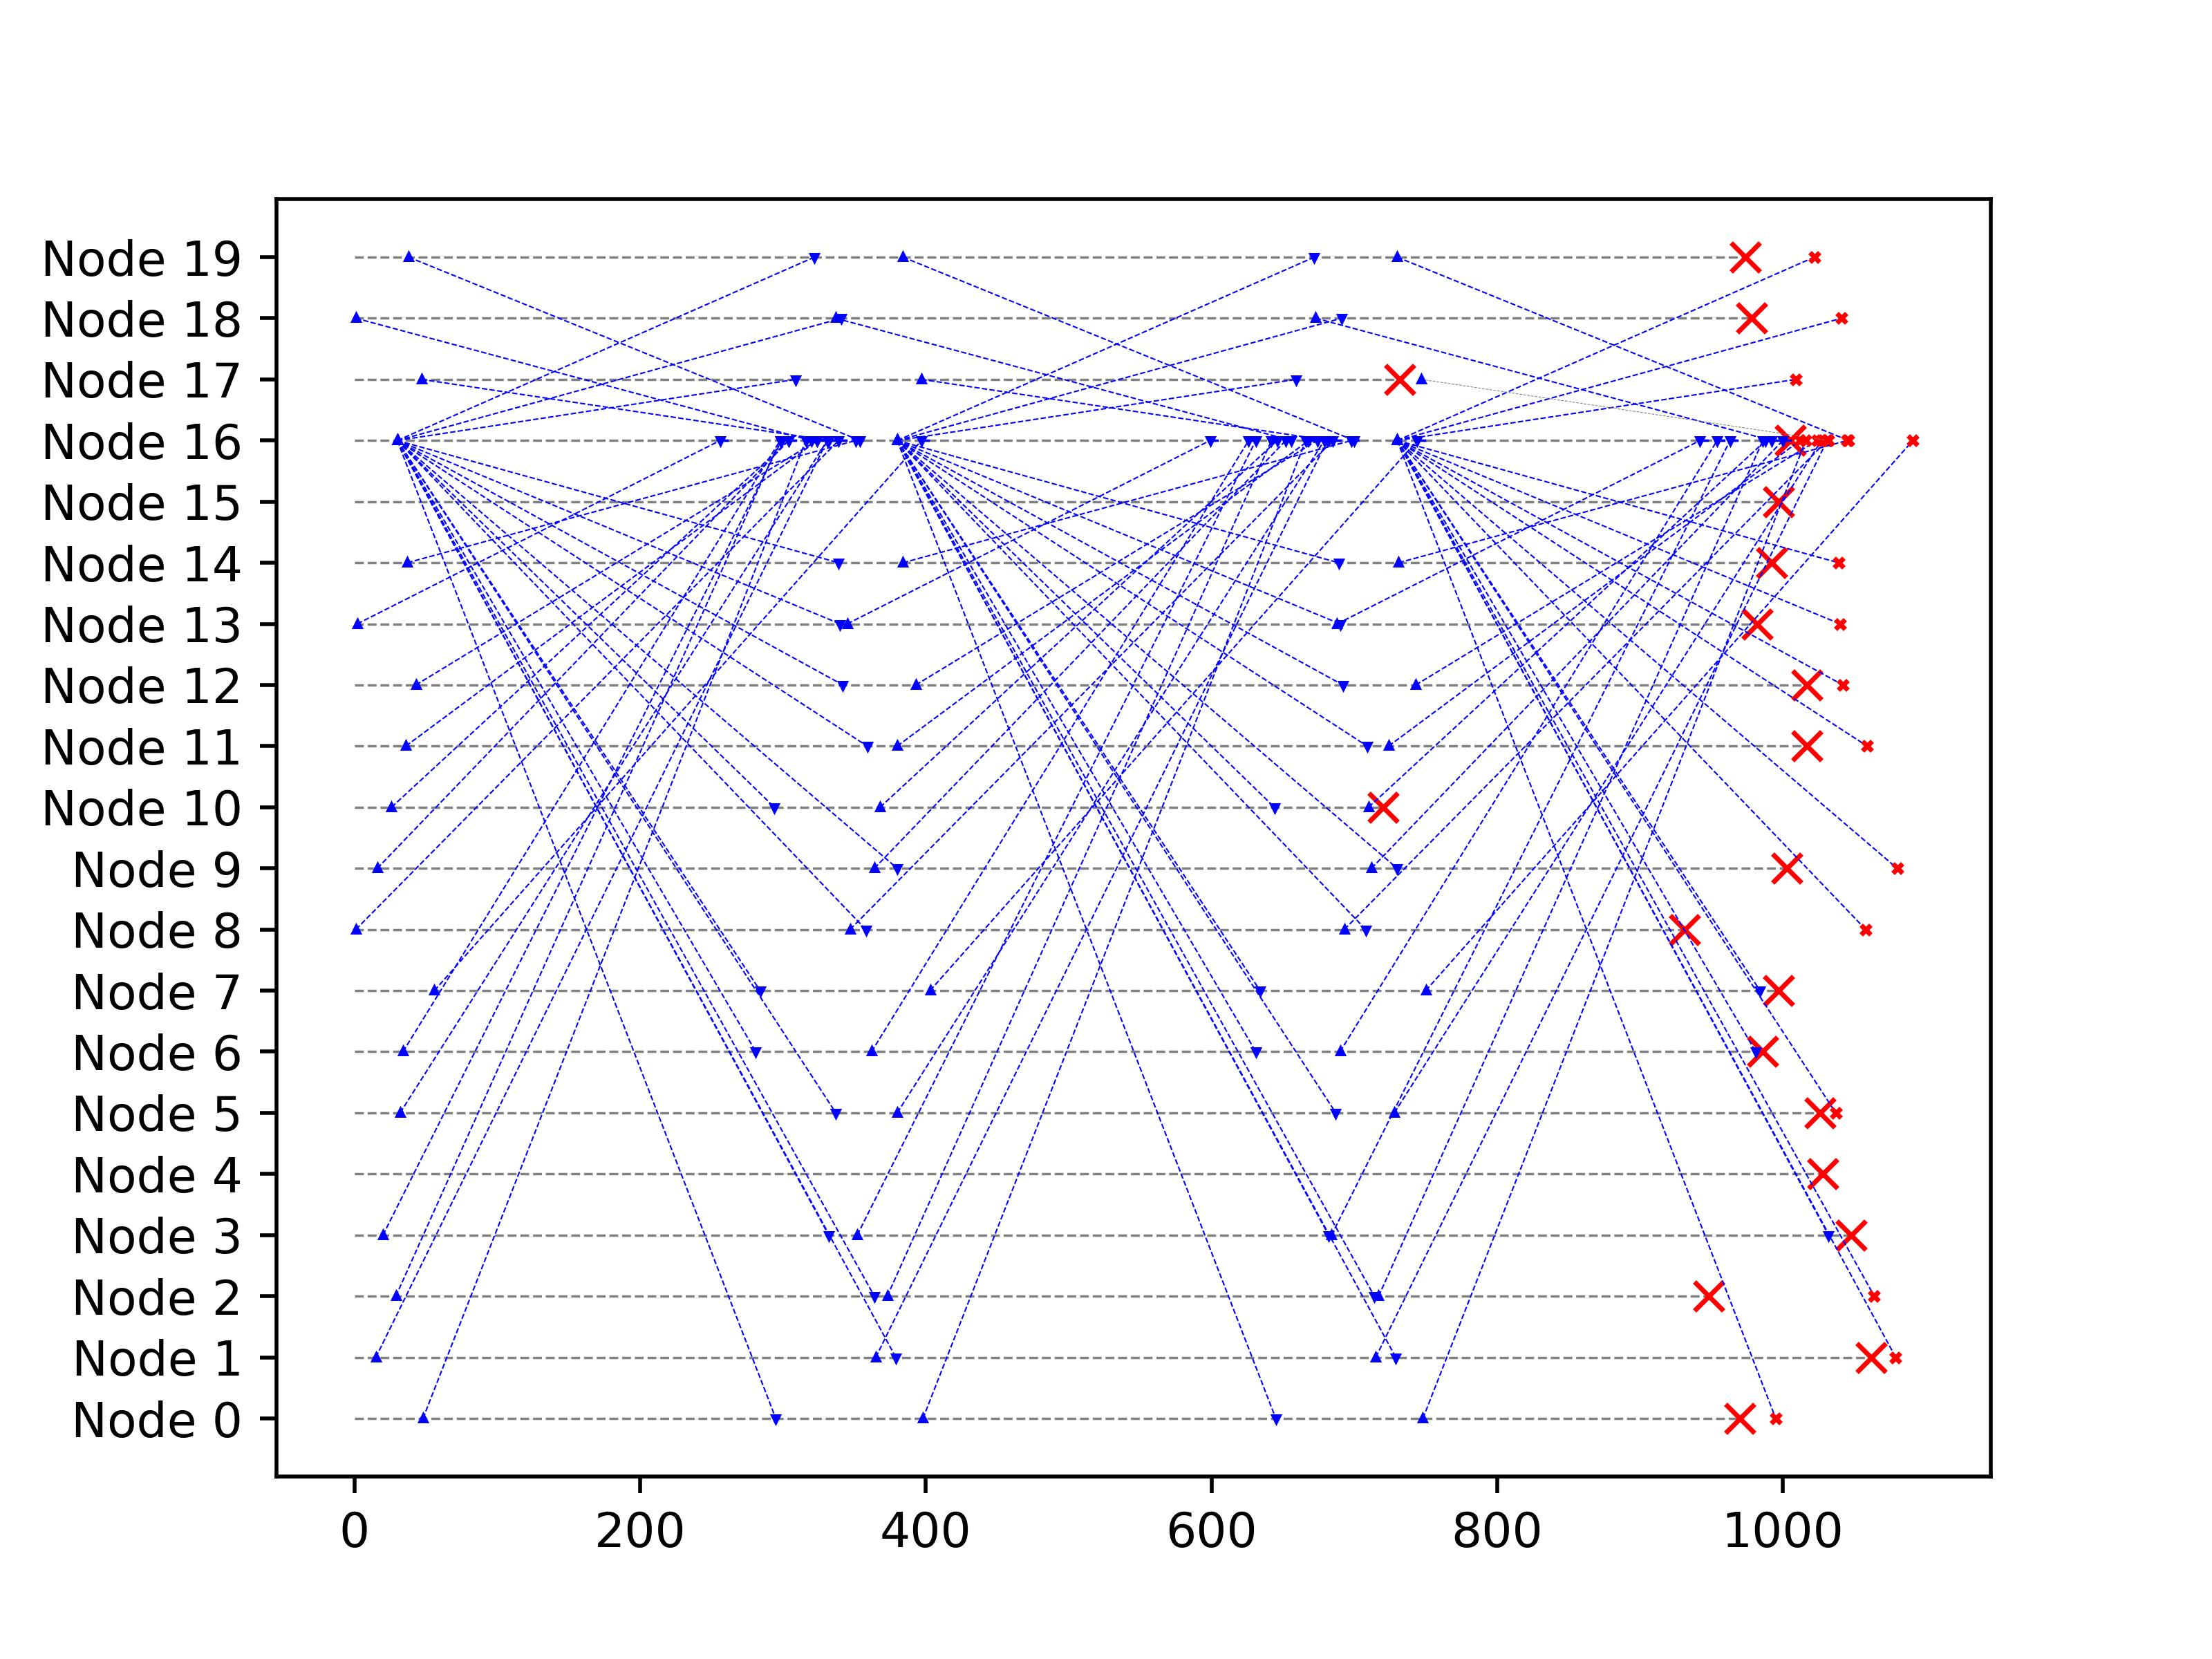 Node 19
Node 18
Node 17
Node 16
Node 15
Node 14
Node 13
Node 12
Node 11
Node 10
Node 9
Node 8
Node 7
Node 6
Node 5
Node 4
Node 3
Node 2
Node 1
Node 0
0 200 400 600 800 1000